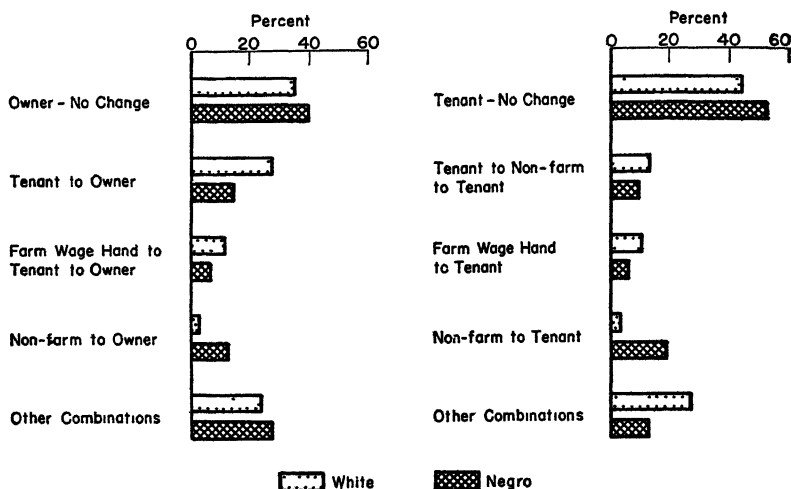 Percent
0 20 40 60
Owner - No Change
Tenant to Owner
Farm Wage Hand to
Tenant to Owner
Non-farm to Owner
Other Combinations
Percent
0 20 40 60
Tenant - No Change
Tenant to Non-farm
to Tenant
Farm Wage Hand
to Tenant
Non-farm to Tenant
Other Combinations
White
Negro